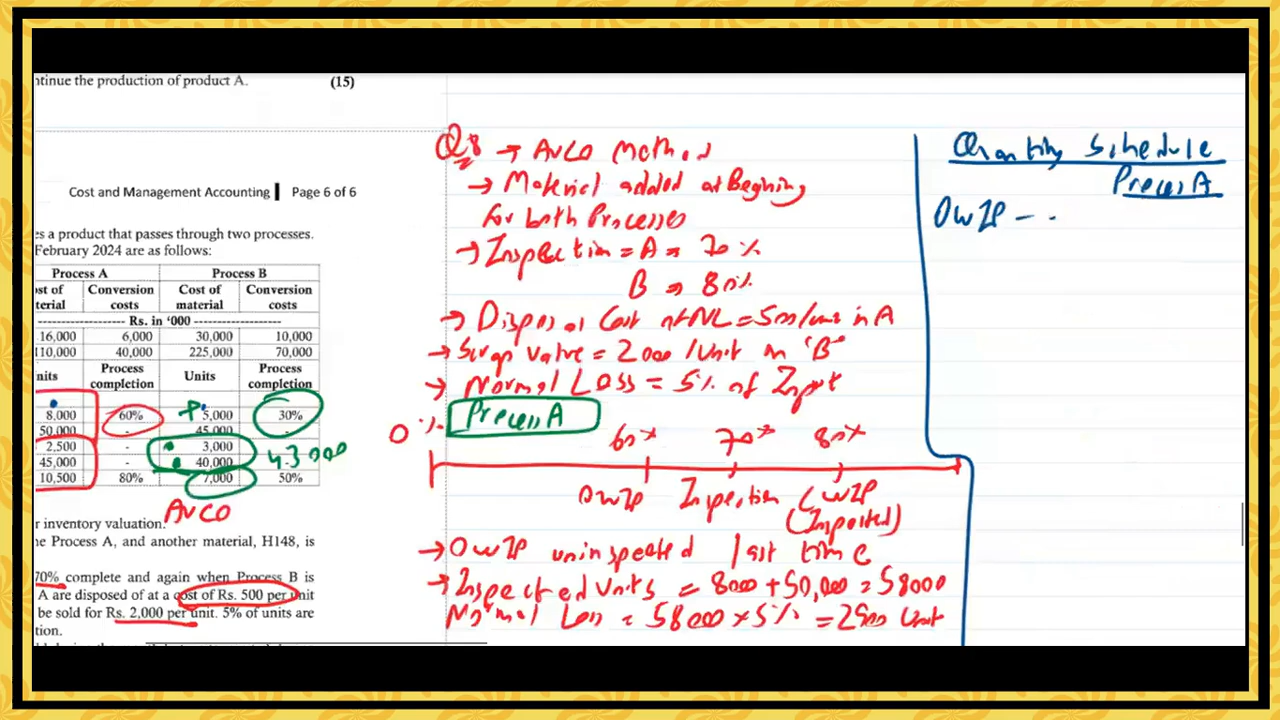 ntinue the production of product A. (15)
Cost and Management Accounting | Page 6 of 6
es a product that passes through two processes.
February 2024 are as follows:
Process A Process B
ost of Conversion Cost of Conversion
terial costs material costs
-------------------- Rs. in '000 --------------------
16,000 6,000 30,000 10,000
110,000 40,000 225,000 70,000
nits Process completion Units Process completion
8,000 60% 5,000 30%
50,000 - 45,000 -
2,500 - 3,000 -
45,000 - 40,000 43000
10,500 80% 7,000 50%
AVCO
r inventory valuation.
e Process A, and another material, H148, is
70% complete and again when Process B is
A are disposed of at a cost of Rs. 500 per unit
be sold for Rs. 2,000 per unit. 5% of units are
tion.
Q8 → AVCO Method
→ Material added at Begining
for both Processes
→ Inspection = A = 70%
B → 80%
→ Disposal Cost of NL = 500/unit in A
→ Scrap value = 2000 /Unit in 'B'
→ Normal Loss = 5% of Input
Process A
0% 60% 70% 80%
OWIP Inspection CWIP
(Inspected)
→ OWIP uninspected last time
→ Inspected Units = 8000 + 50,000 = 58000
Normal Loss = 58000 x 5% = 2900 Unit
Quantity Schedule
Process A
OWIP - -